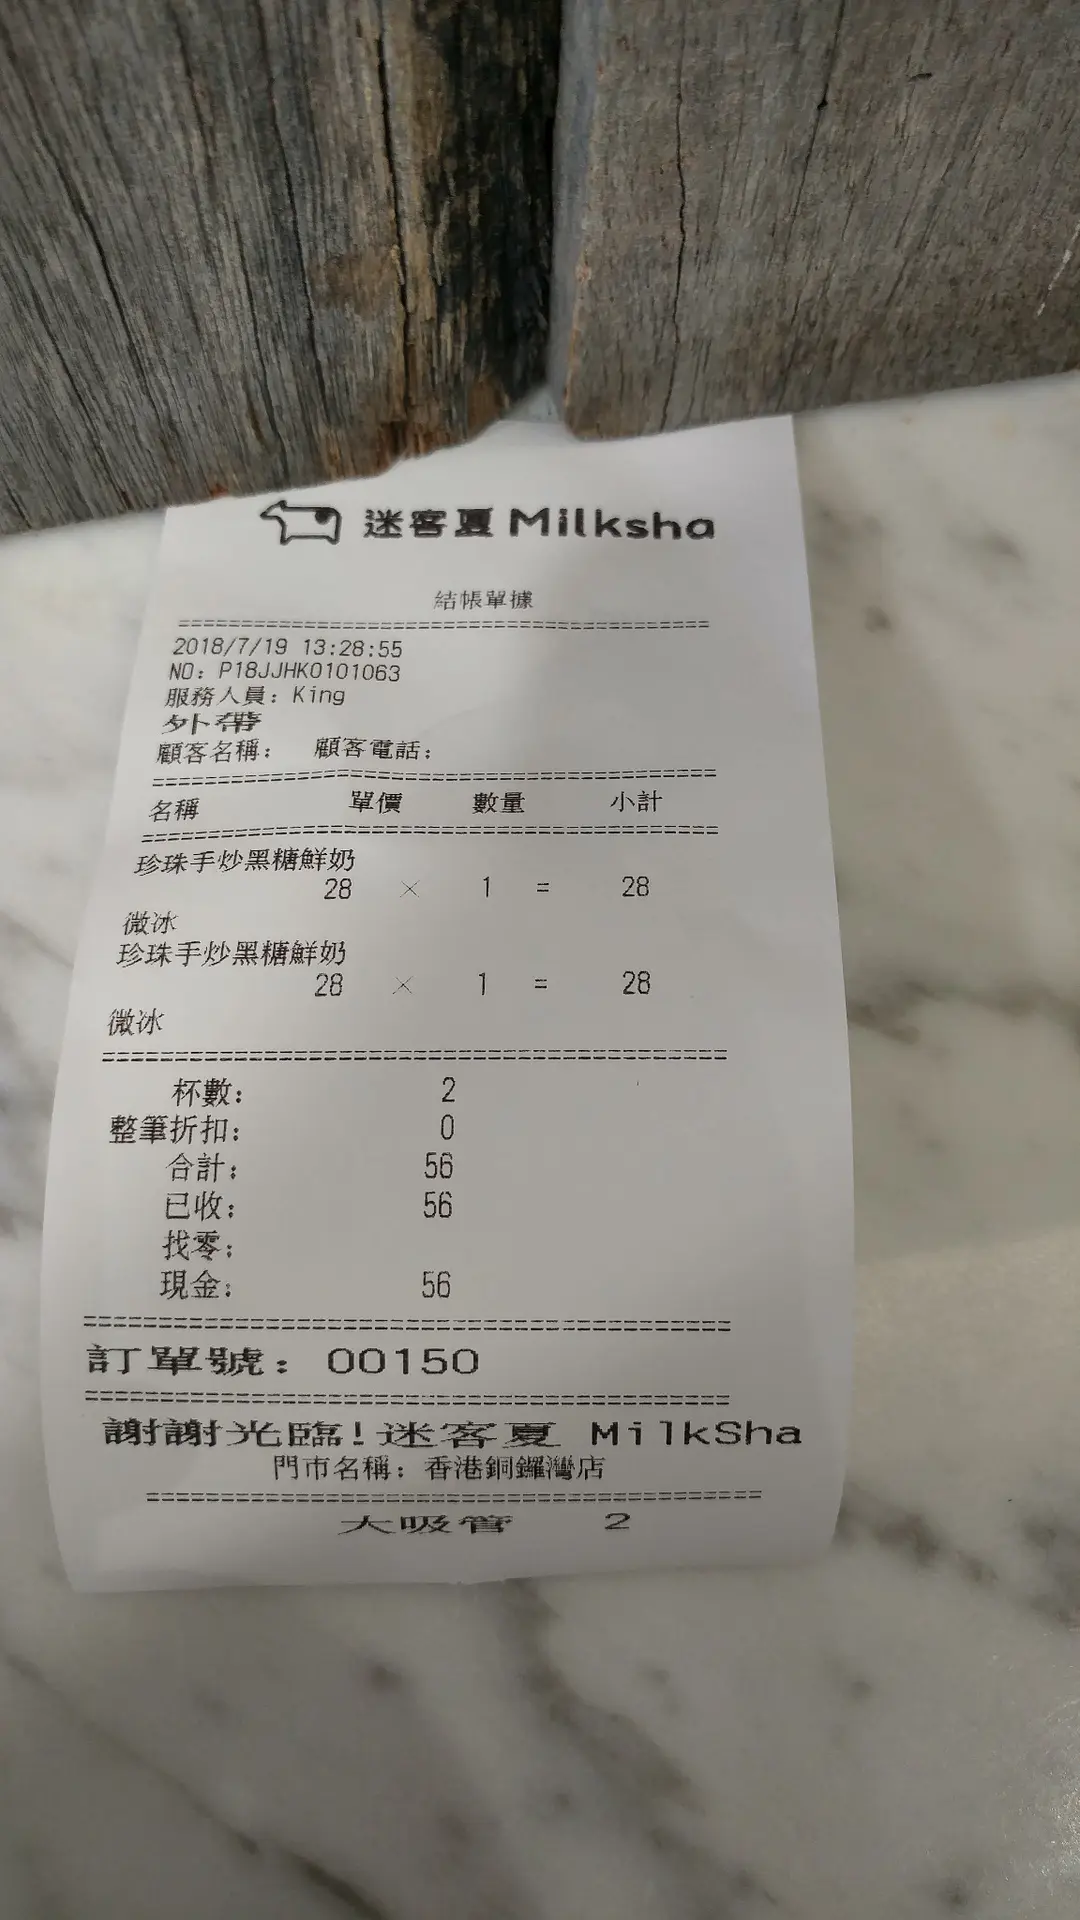 迷客夏 Milksha
結帳單據
==========================================
2018/7/19 13:28:55
NO: P18JJHK0101063
服務人員: King
外帶
顧客名稱: 顧客電話:
==========================================
名稱 單價 數量 小計
==========================================
珍珠手炒黑糖鮮奶
28 × 1 = 28
微冰
珍珠手炒黑糖鮮奶
28 × 1 = 28
微冰
==========================================
杯數: 2
整筆折扣: 0
合計: 56
已收: 56
找零:
現金: 56
==========================================
訂單號: 00150
==========================================
謝謝光臨!迷客夏 MilkSha
門市名稱: 香港銅鑼灣店
==========================================
大吸管 2